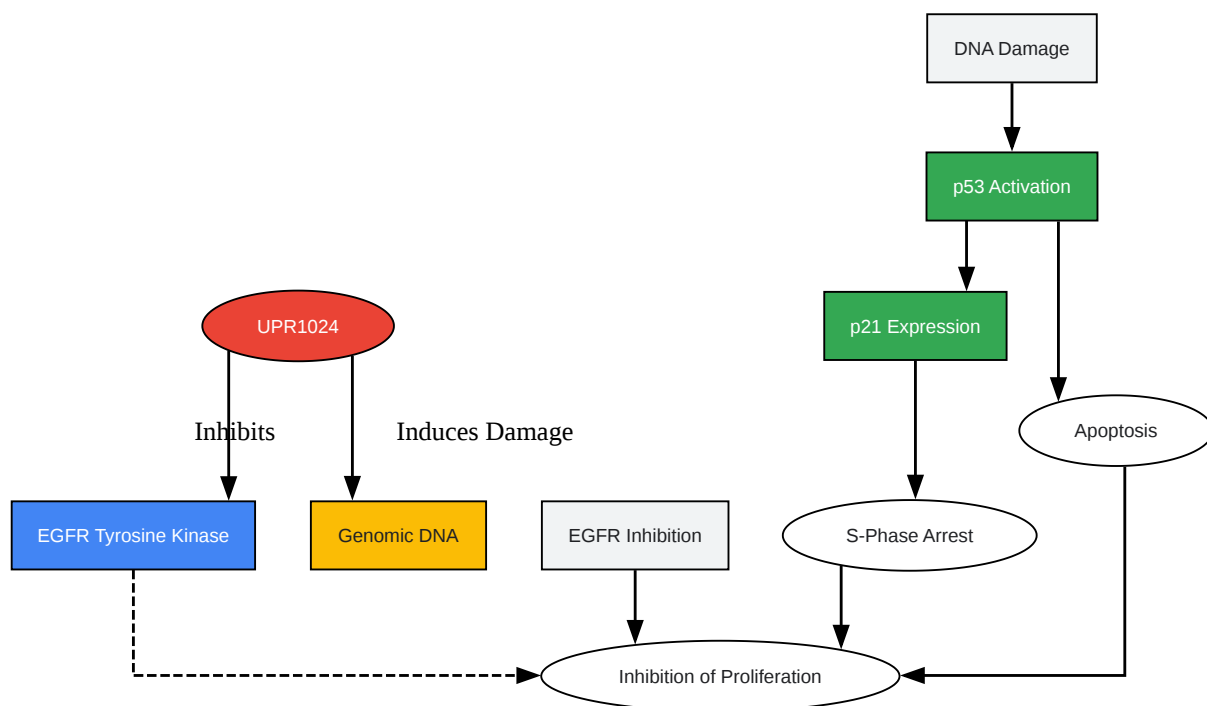 DNA Damage
p53 Activation
UPR1024
p21 Expression
Inhibits
Induces Damage
Apoptosis
EGFR Tyrosine Kinase
Genomic DNA
EGFR Inhibition
S-Phase Arrest
Inhibition of Proliferation